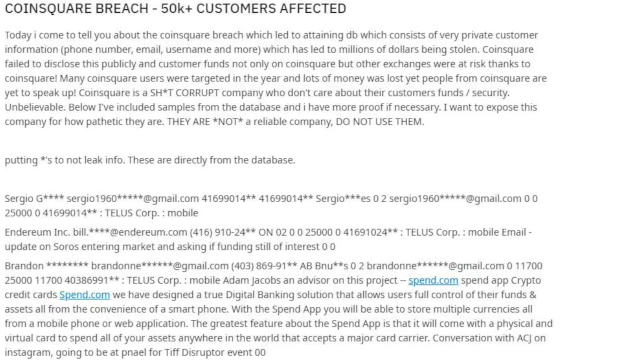 COINSQUARE BREACH - 50k+ CUSTOMERS AFFECTED
Today i come to tell you about the coinsquare breach which led to attaining db which consists of very private customer
information (phone number, email, username and more) which has led to millions of dollars being stolen. Coinsquare
failed to disclose this publicly and customer funds not only on coinsquare but other exchanges were at risk thanks to
coinsquare! Many coinsquare users were targeted in the year and lots of money was lost yet people from coinsquare are
yet to speak up! Coinsquare is a SH*T CORRUPT company who don't care about their customers funds / security.
Unbelievable. Below I've included samples from the database and i have more proof if necessary. I want to expose this
company for how pathetic they are. THEY ARE *NOT* a reliable company, DO NOT USE THEM.
putting *'s to not leak info. These are directly from the database.
Sergio G**** sergio1960*****@gmail.com 41699014** 41699014** Sergio***es 0 2 sergio1960*****@gmail.com 0 0
25000 0 41699014** : TELUS Corp. : mobile
Endereum Inc. bill.****@endereum.com (416) 910-24** ON 02 0 0 25000 0 41691024** : TELUS Corp. : mobile Email -
update on Soros entering market and asking if funding still of interest 0 0
Brandon ******** brandonne******@gmail.com (403) 869-91** AB Bnu**s 0 2 brandonne******@gmail.com 0 11700
25000 11700 40386991** : TELUS Corp. : mobile Adam Jacobs an advisor on this project -- spend.com spend app Crypto
credit cards Spend.com we have designed a true Digital Banking solution that allows users full control of their funds &
assets all from the convenience of a smart phone. With the Spend App you will be able to store multiple currencies all
from a mobile phone or web application. The greatest feature about the Spend App is that it will come with a physical and
virtual card to spend all of your assets anywhere in the world that accepts a major card carrier. Conversation with ACJ on
instagram, going to be at pnael for Tiff Disruptor event 00